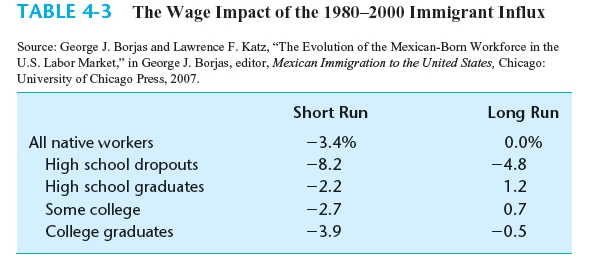 TABLE 4-3 The Wage Impact of the 1980–2000 Immigrant Influx
Source: George J. Borjas and Lawrence F. Katz, “The Evolution of the Mexican-Born Workforce in the
U.S. Labor Market,” in George J. Borjas, editor, Mexican Immigration to the United States, Chicago:
University of Chicago Press, 2007.
Short Run Long Run
All native workers −3.4% 0.0%
High school dropouts −8.2 −4.8
High school graduates −2.2 1.2
Some college −2.7 0.7
College graduates −3.9 −0.5